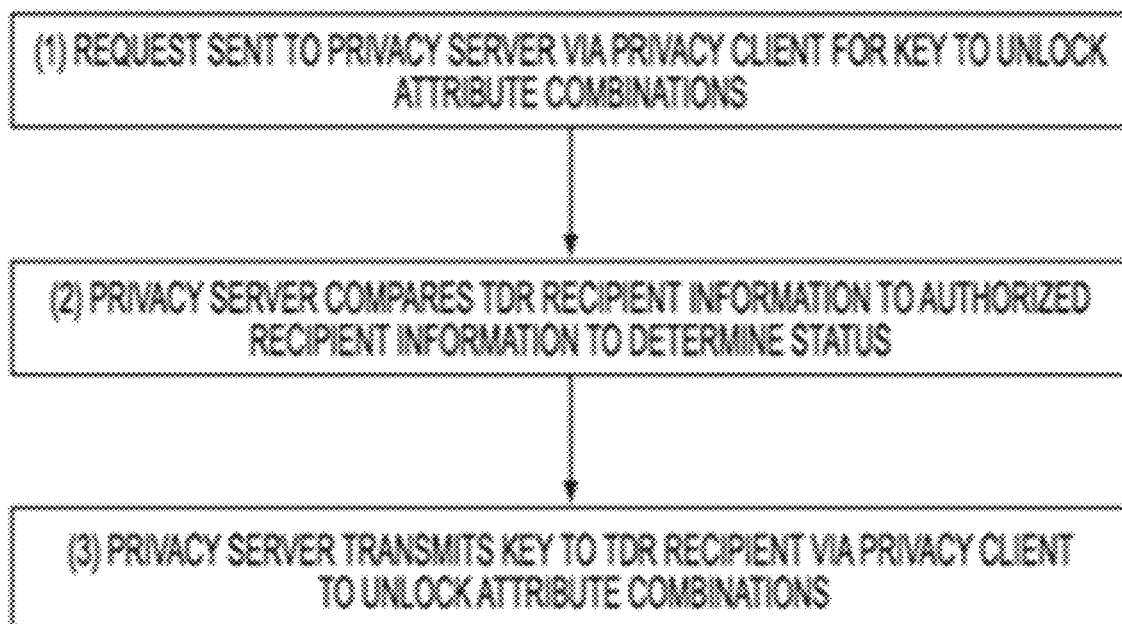 (1) REQUEST SENT TO PRIVACY SERVER VIA PRIVACY CLIENT FOR KEY TO UNLOCK
ATTRIBUTE COMBINATIONS
(2) PRIVACY SERVER COMPARES TDR RECIPIENT INFORMATION TO AUTHORIZED
RECIPIENT INFORMATION TO DETERMINE STATUS
(3) PRIVACY SERVER TRANSMITS KEY TO TDR RECIPIENT VIA PRIVACY CLIENT
TO UNLOCK ATTRIBUTE COMBINATIONS